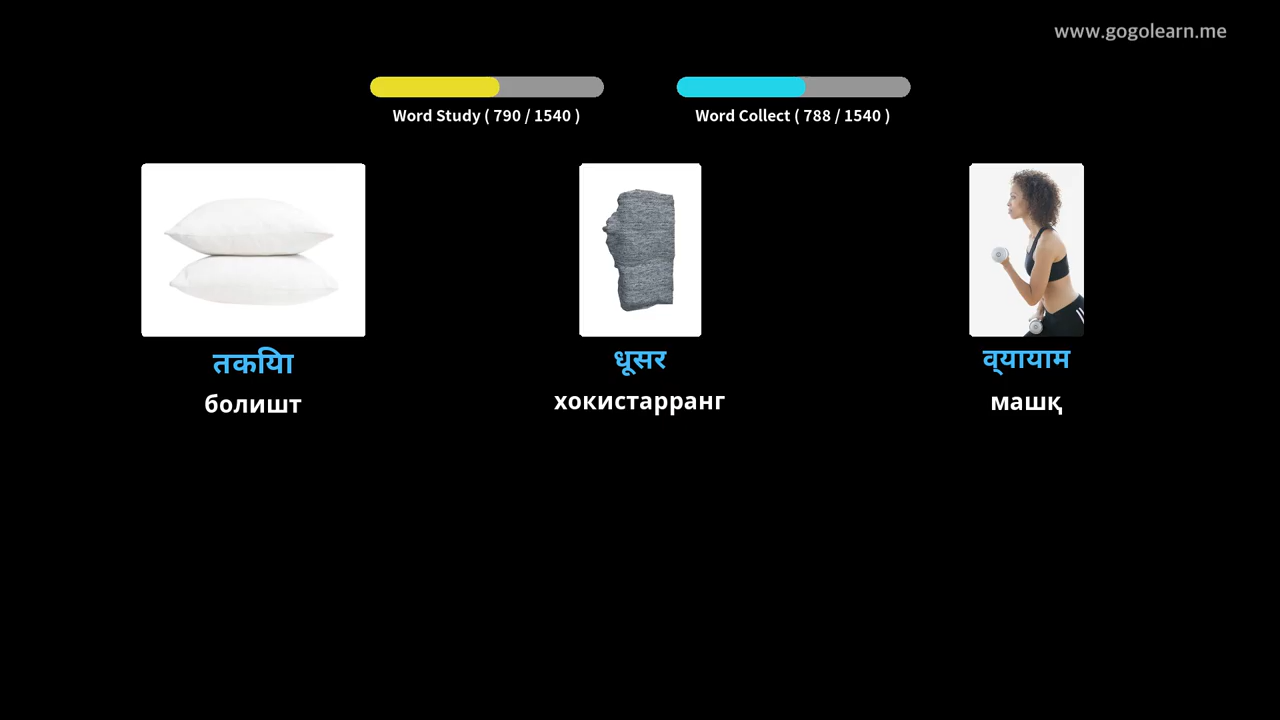 www.gogolearn.me
Word Study ( 790 / 1540 )
Word Collect ( 788 / 1540 )
तकिया
болишт
धूसर
хокистарранг
व्यायाम
машқ